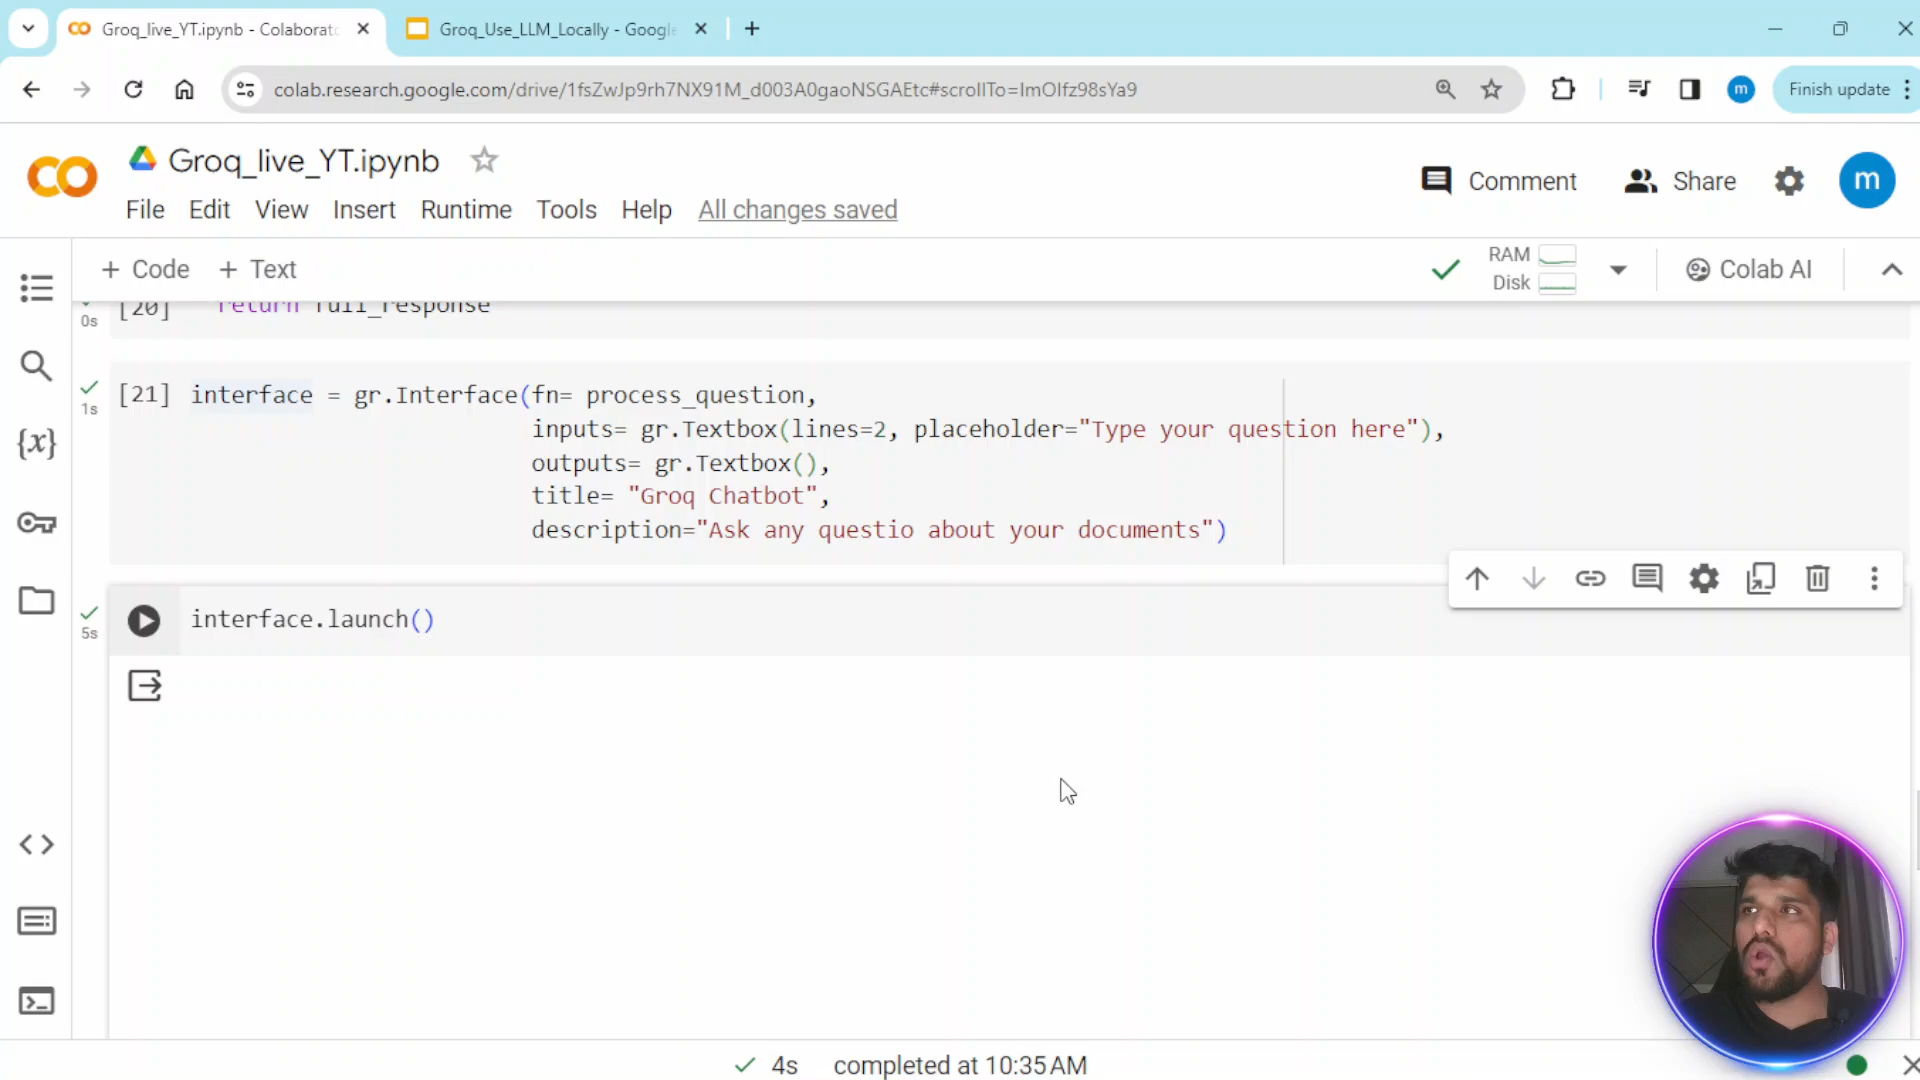 Groq_live_YT.ipynb - Colaborat
Groq_Use_LLM_Locally - Google
colab.research.google.com/drive/1fsZwJp9rh7NX91M_d003A0gaoNSGAEtc#scrollTo=ImOIfz98sYa9
m
Finish update
Groq_live_YT.ipynb
Comment
Share
m
File Edit View Insert Runtime Tools Help All changes saved
+ Code + Text
RAM
Disk
Colab AI
0s
[20] return full_response
1s
[21] interface = gr.Interface(fn= process_question,
inputs= gr.Textbox(lines=2, placeholder="Type your question here"),
outputs= gr.Textbox(),
title= "Groq Chatbot",
description="Ask any questio about your documents")
5s
interface.launch()
{x}
4s completed at 10:35 AM